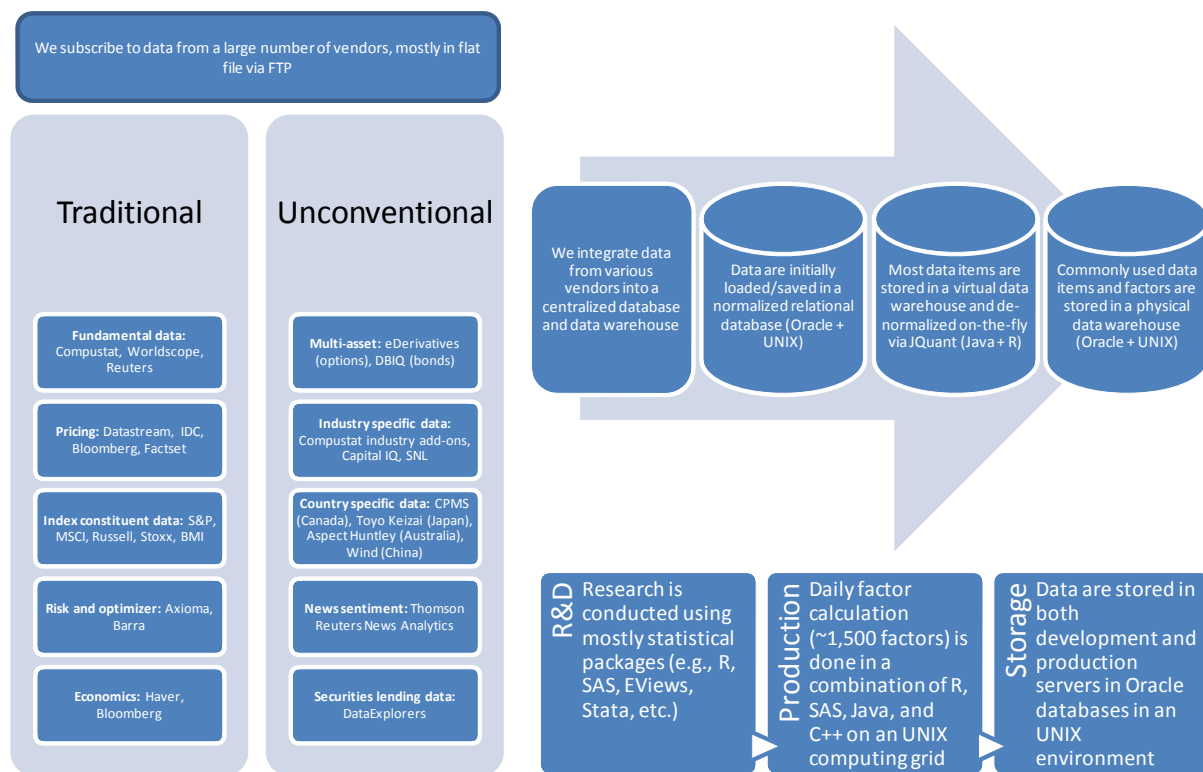 We subscribe to data from a large number of vendors, mostly in flat
file via FTP
Traditional
Fundamental data:
Compustat, Worldscope,
Reuters
Pricing: Datastream, IDC,
Bloomberg, Factset
Index constituent data: S&P,
MSCI, Russell, Stoxx, BMI
Risk and optimizer: Axioma,
Barra
Economics: Haver,
Bloomberg
Unconventional
Multi-asset: eDerivatives
(options), DBIQ (bonds)
Industry specific data:
Compustat industry add-ons,
Capital IQ, SNL
Country specific data: CPMS
(Canada), Toyo Keizai (Japan),
Aspect Huntley (Australia),
Wind (China)
News sentiment: Thomson
Reuters News Analytics
Securities lending data:
DataExplorers
We integrate data
from various
vendors into a
centralized database
and data warehouse
Data are initially
loaded/saved in a
normalized relational
database (Oracle +
UNIX)
Most data items are
stored in a virtual data
warehouse and de-
normalized on-the-fly
via JQuant (Java + R)
Commonly used data
items and factors are
stored in a physical
data warehouse
(Oracle + UNIX)
R&D
Research is
conducted using
mostly statistical
packages (e.g., R,
SAS, EViews,
Stata, etc.)
Production
Daily factor
calculation
(~1,500 factors) is
done in a
combination of R,
SAS, Java, and
C++ on an UNIX
computing grid
Storage
Data are stored in
both
development and
production
servers in Oracle
databases in an
UNIX
environment